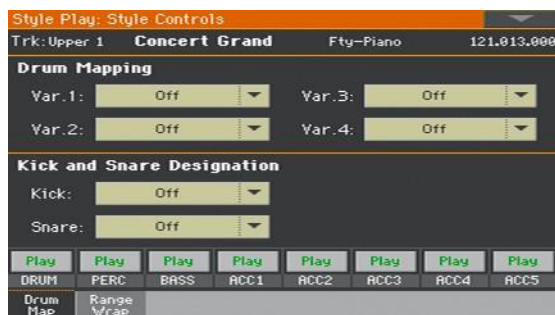 Style Play: Style Controls
Trk:Upper 1 Concert Grand Fty-Piano 121.013.000
Drum Mapping
Var.1: Off Var.3: Off
Var.2: Off Var.4: Off
Kick and Snare Designation
Kick: Off
Snare: Off
Play Play Play Play Play Play Play Play
DRUM PERC BASS ACC1 ACC2 ACC3 ACC4 ACC5
Drum Range
Map Wrap